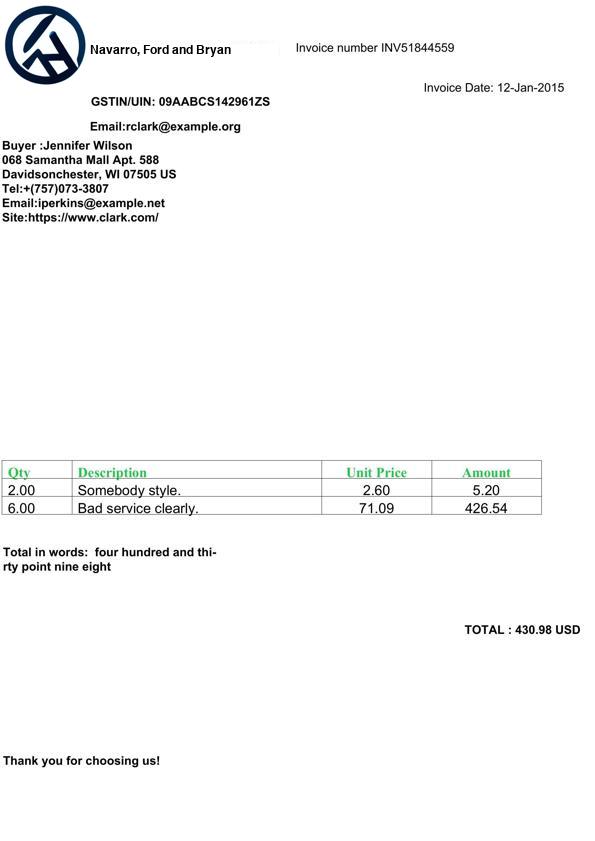 Navarro, Ford and Bryan
Invoice number INV51844559
Invoice Date: 12-Jan-2015
GSTIN/UIN: 09AABCS142961ZS
Email:rclark@example.org
Buyer :Jennifer Wilson
068 Samantha Mall Apt. 588
Davidsonchester, WI 07505 US
Tel:+(757)073-3807
Email:iperkins@example.net
Site:https://www.clark.com/
Qty Description Unit Price Amount
2.00 Somebody style. 2.60 5.20
6.00 Bad service clearly. 71.09 426.54
Total in words:  four hundred and thi-
rty point nine eight
TOTAL : 430.98 USD
Thank you for choosing us!